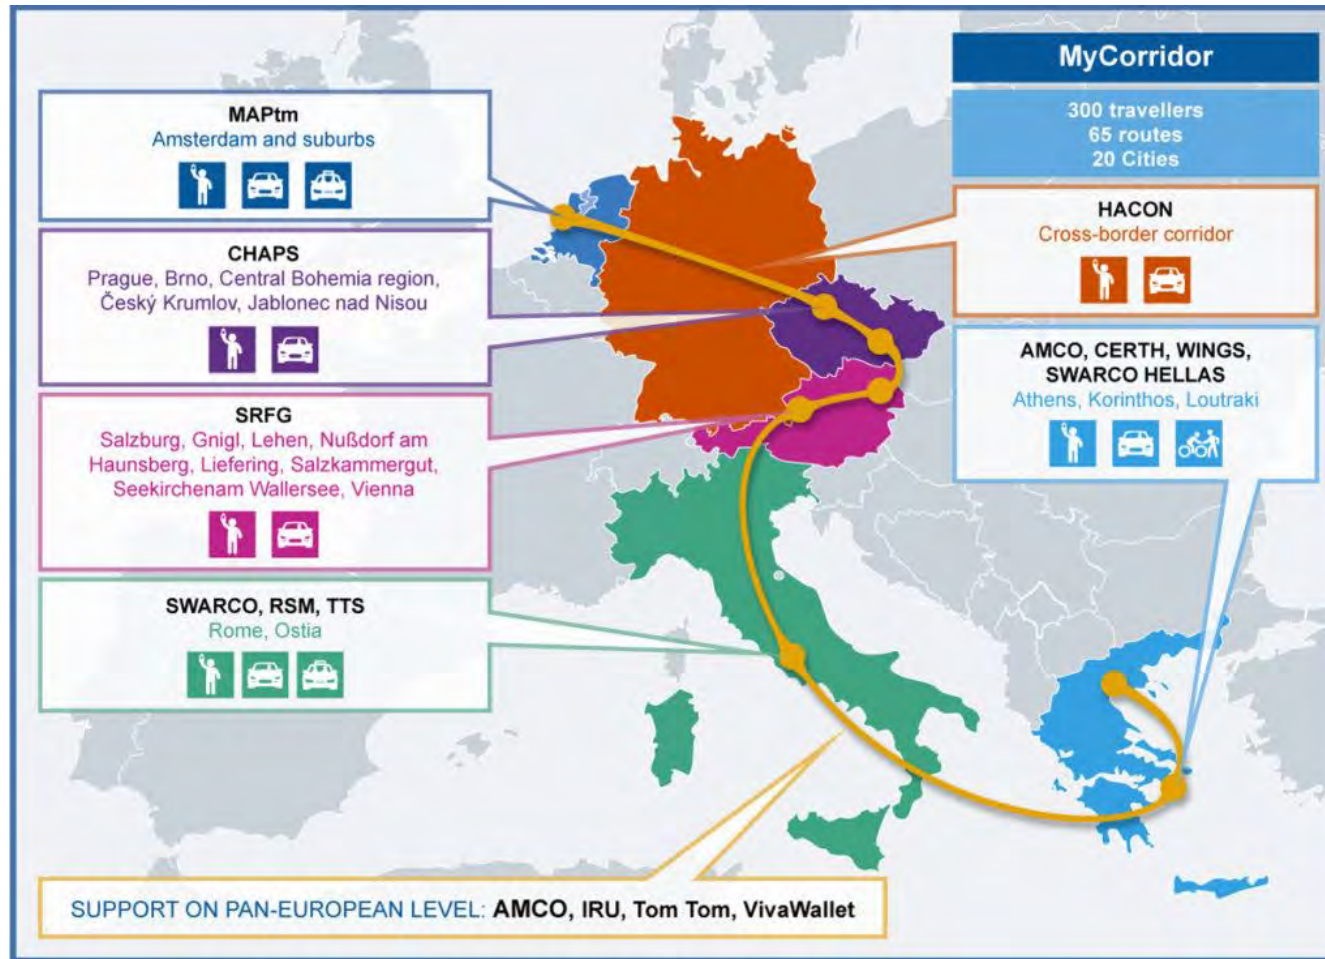 MyCorridor
300 travellers
65 routes
20 Cities
MAPtm
Amsterdam and suburbs
HACON
Cross-border corridor
CHAPS
Prague, Brno, Central Bohemia region,
Český Krumlov, Jablonec nad Nisou
AMCO, CERTH, WINGS,
SWARCO HELLAS
Athens, Korinthos, Loutraki
SRFG
Salzburg, Gnigl, Lehen, Nußdorf am
Haunsberg, Liefering, Salzkammergut,
Seekirchenam Wallersee, Vienna
SWARCO, RSM, TTS
Rome, Ostia
SUPPORT ON PAN-EUROPEAN LEVEL: AMCO, IRU, Tom Tom, VivaWallet